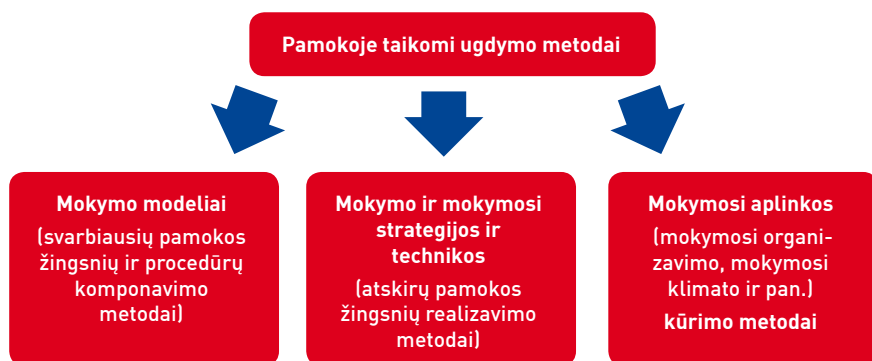 Pamokoje taikomi ugdymo metodai
Mokymo modeliai
(svarbiausių pamokos
žingsnių ir procedūrų
komponavimo
metodai)
Mokymo ir mokymosi
strategijos ir
technikos
(atskirų pamokos
žingsnių realizavimo
metodai)
Mokymosi aplinkos
(mokymosi organi-
zavimo, mokymosi
klimato ir pan.)
kūrimo metodai